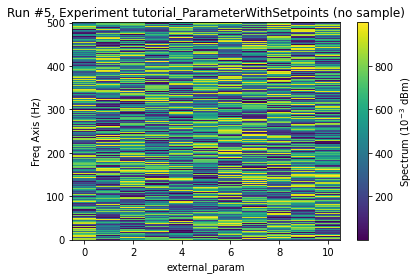 Run #5, Experiment tutorial_ParameterWithSetpoints (no sample)
500
400
300
200
100
0
Freq Axis (Hz)
0 2 4 6 8 10
external_param
800
600
400
200
Spectrum (10⁻³ dBm)